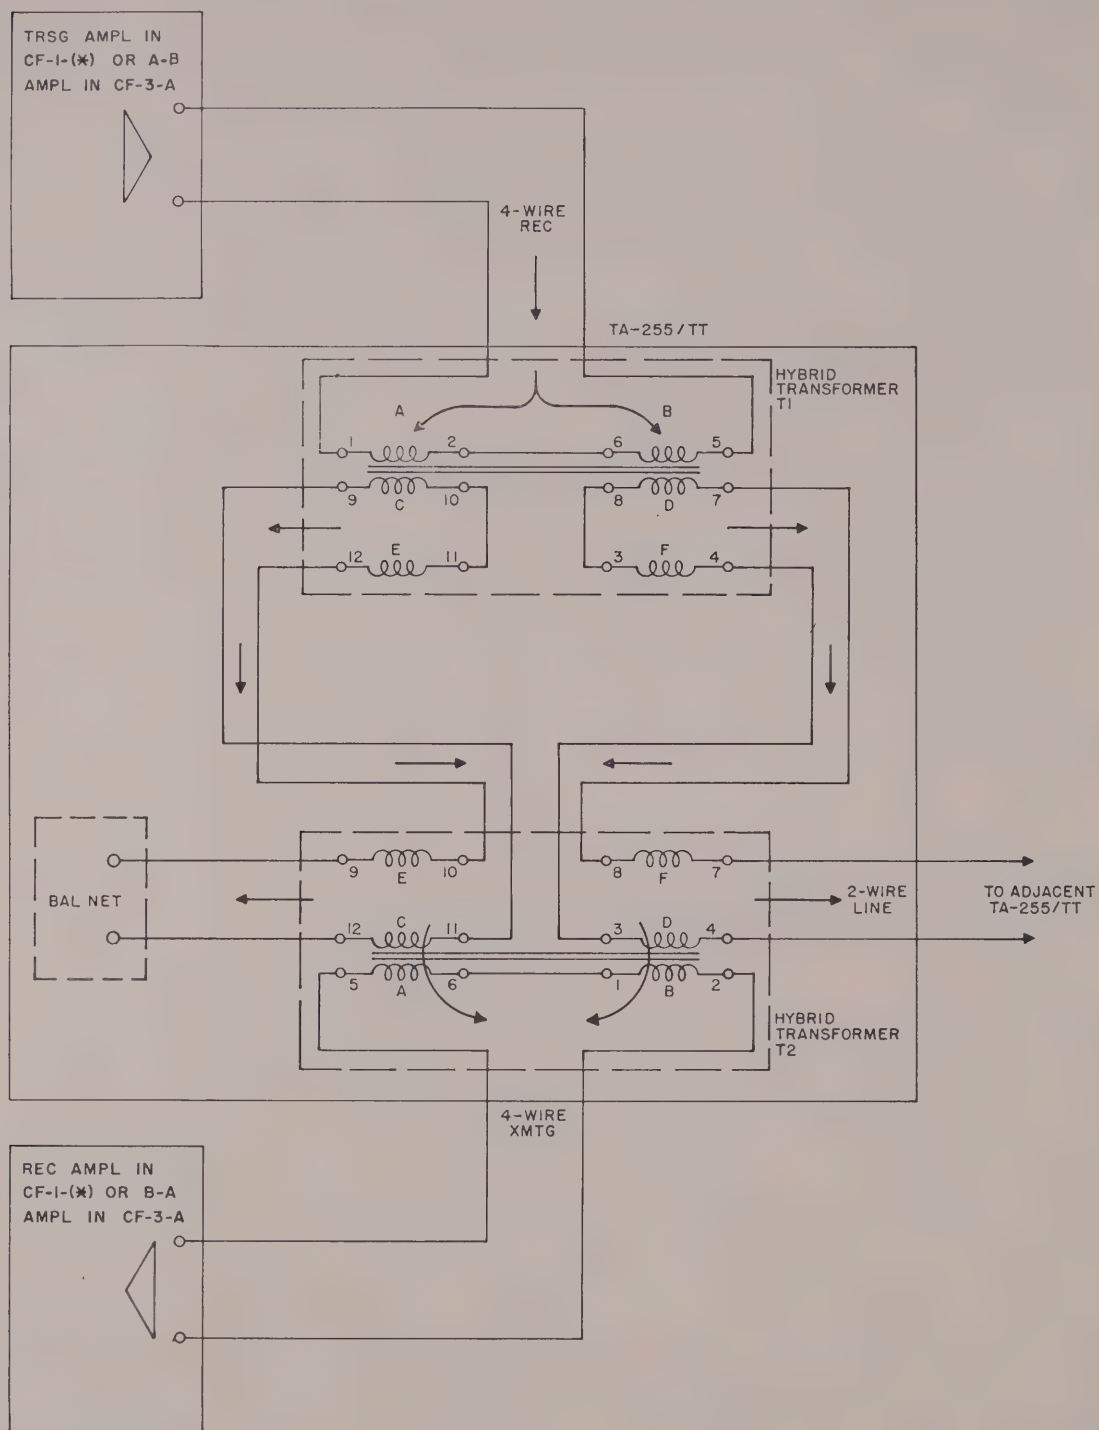 TRSG AMPL IN
CF-1-(*) OR A-B
AMPL IN CF-3-A
4-WIRE
REC
TA-255/TT
HYBRID
TRANSFORMER
T1
A
B
1
2
6
5
9
C
10
8
D
7
12
E
11
3
F
4
BAL NET
9
E
10
8
F
7
2-WIRE
LINE
TO ADJACENT
TA-255/TT
12
C
11
3
D
4
5
A
6
1
B
2
HYBRID
TRANSFORMER
T2
4-WIRE
XMTG
REC AMPL IN
CF-1-(*) OR B-A
AMPL IN CF-3-A